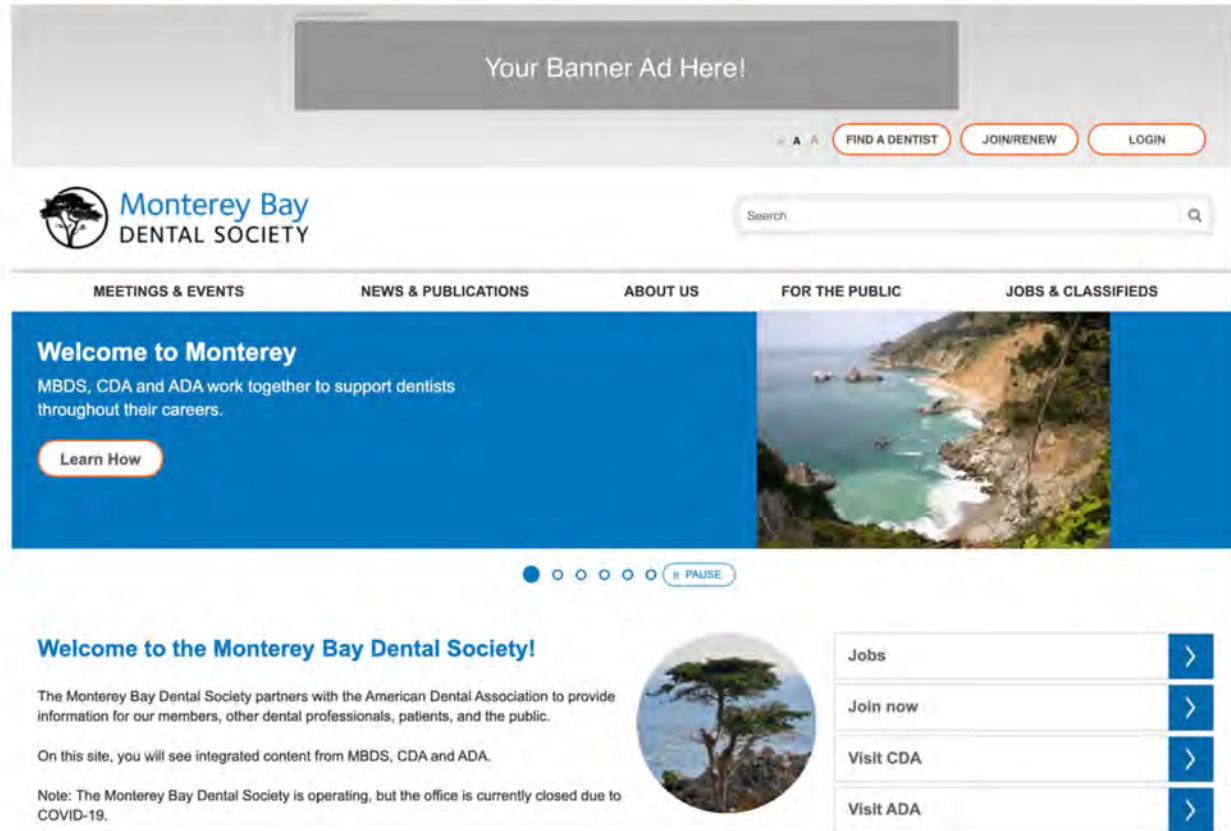 Your Banner Ad Here!
A A FIND A DENTIST JOIN/RENEW LOGIN
Monterey Bay
DENTAL SOCIETY
Search
MEETINGS & EVENTS NEWS & PUBLICATIONS ABOUT US FOR THE PUBLIC JOBS & CLASSIFIEDS
Welcome to Monterey
MBDS, CDA and ADA work together to support dentists
throughout their careers.
Learn How
PAUSE
Welcome to the Monterey Bay Dental Society!
The Monterey Bay Dental Society partners with the American Dental Association to provide
information for our members, other dental professionals, patients, and the public.
On this site, you will see integrated content from MBDS, CDA and ADA.
Note: The Monterey Bay Dental Society is operating, but the office is currently closed due to
COVID-19.
Jobs
Join now
Visit CDA
Visit ADA